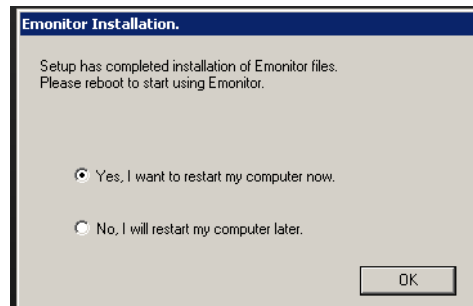 Emonitor Installation.
Setup has completed installation of Emonitor files.
Please reboot to start using Emonitor.
Yes, I want to restart my computer now.
No, I will restart my computer later.
OK